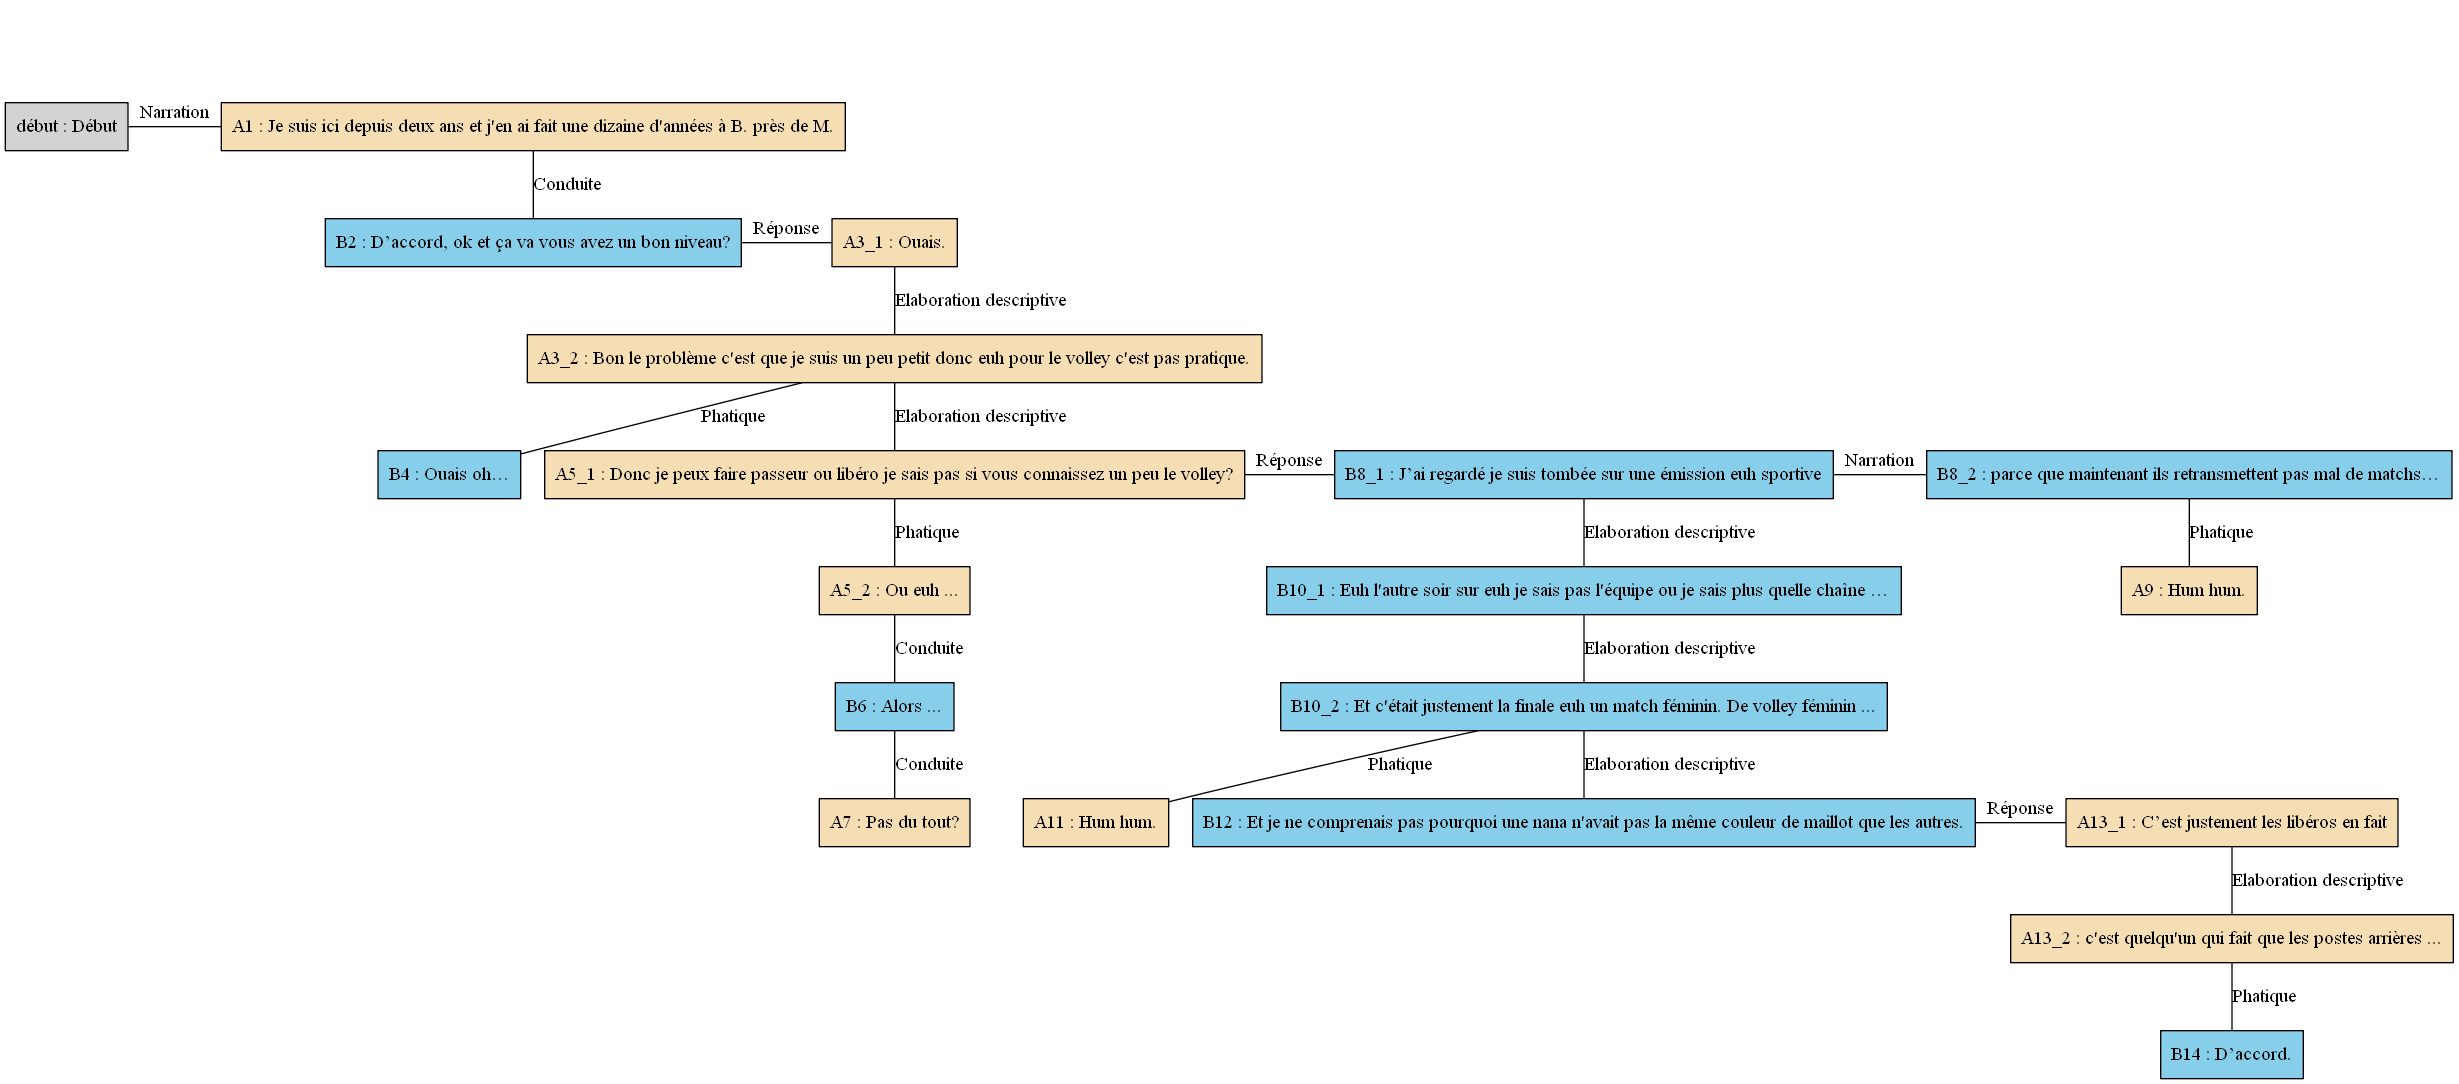 Narration
début : Début
A1 : Je suis ici depuis deux ans et j'en ai fait une dizaine d'années à B. près de M.
Conduite
B2 : D’accord, ok et ça va vous avez un bon niveau?
Réponse
A3_1 : Ouais.
Elaboration descriptive
A3_2 : Bon le problème c'est que je suis un peu petit donc euh pour le volley c'est pas pratique.
Phatique
Elaboration descriptive
B4 : Ouais oh…
A5_1 : Donc je peux faire passeur ou libéro je sais pas si vous connaissez un peu le volley?
Réponse
B8_1 : J’ai regardé je suis tombée sur une émission euh sportive
Narration
B8_2 : parce que maintenant ils retransmettent pas mal de matchs…
Phatique
Elaboration descriptive
Phatique
A5_2 : Ou euh ...
B10_1 : Euh l'autre soir sur euh je sais pas l'équipe ou je sais plus quelle chaîne …
A9 : Hum hum.
Conduite
Elaboration descriptive
B6 : Alors ...
B10_2 : Et c'était justement la finale euh un match féminin. De volley féminin ...
Conduite
Phatique
Elaboration descriptive
A7 : Pas du tout?
A11 : Hum hum.
B12 : Et je ne comprenais pas pourquoi une nana n'avait pas la même couleur de maillot que les autres.
Réponse
A13_1 : C’est justement les libéros en fait
Elaboration descriptive
A13_2 : c'est quelqu'un qui fait que les postes arrières ...
Phatique
B14 : D’accord.